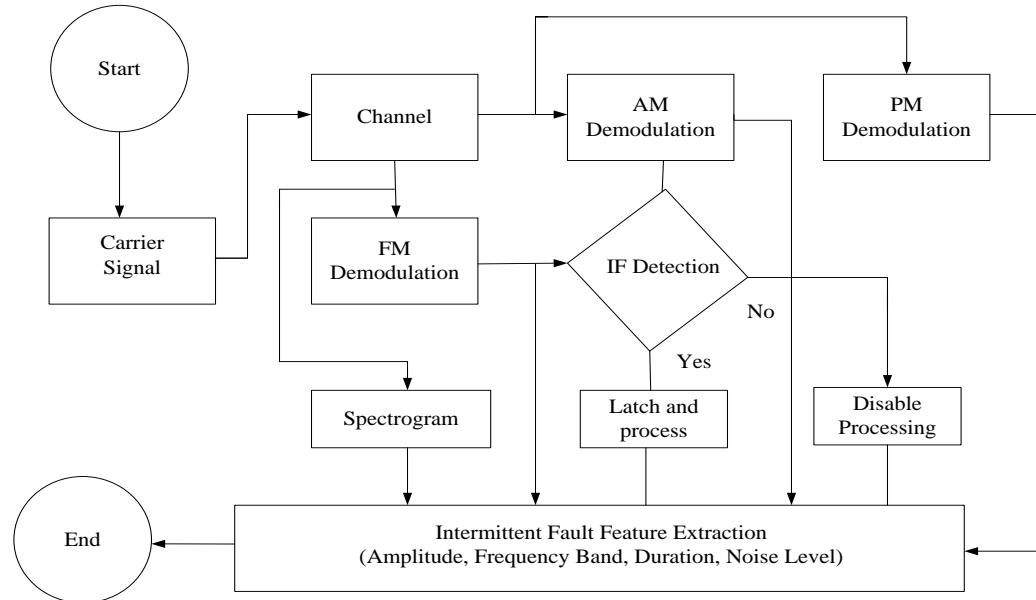 Start
Channel
AM
Demodulation
PM
Demodulation
Carrier
Signal
FM
Demodulation
IF Detection
No
Yes
Spectrogram
Latch and
process
Disable
Processing
End
Intermittent Fault Feature Extraction
(Amplitude, Frequency Band, Duration, Noise Level)